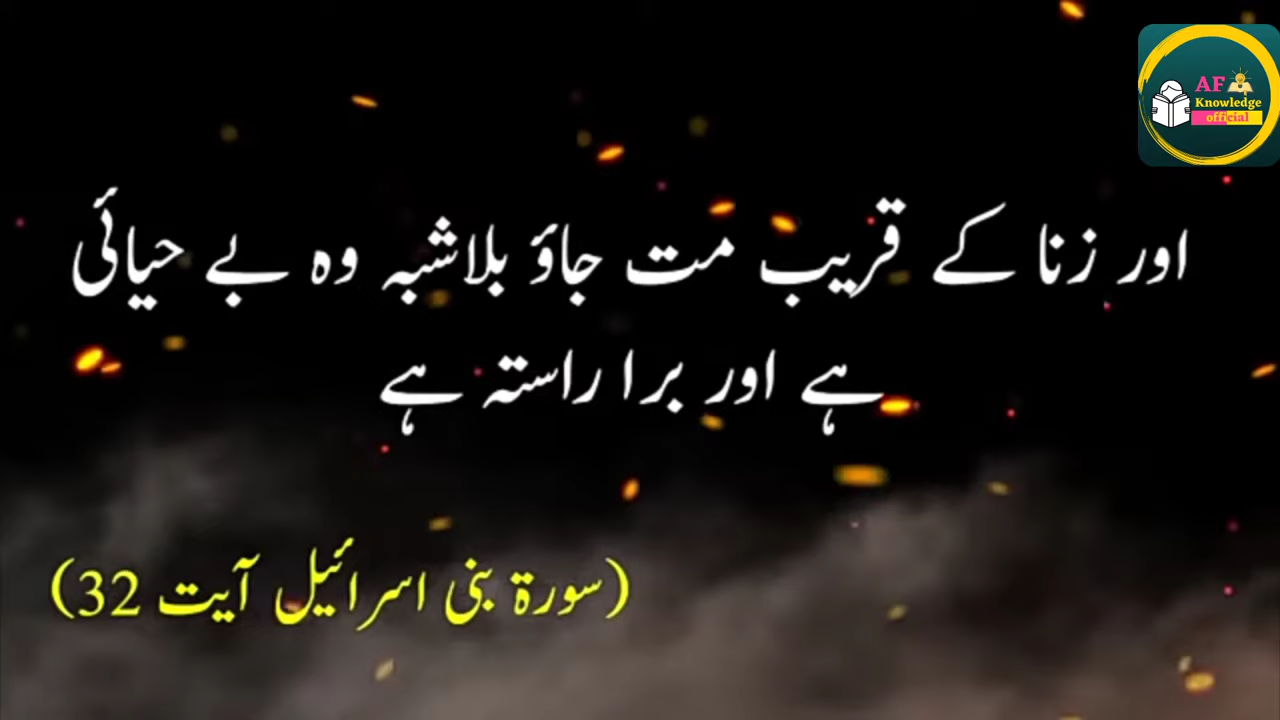 AF
Knowledge
official
اور زنا کے قریب مت جاؤ بلاشبہ وہ بے حیائی
ہے اور برا راستہ ہے
(سورۃ بنی اسرائیل آیت 32)